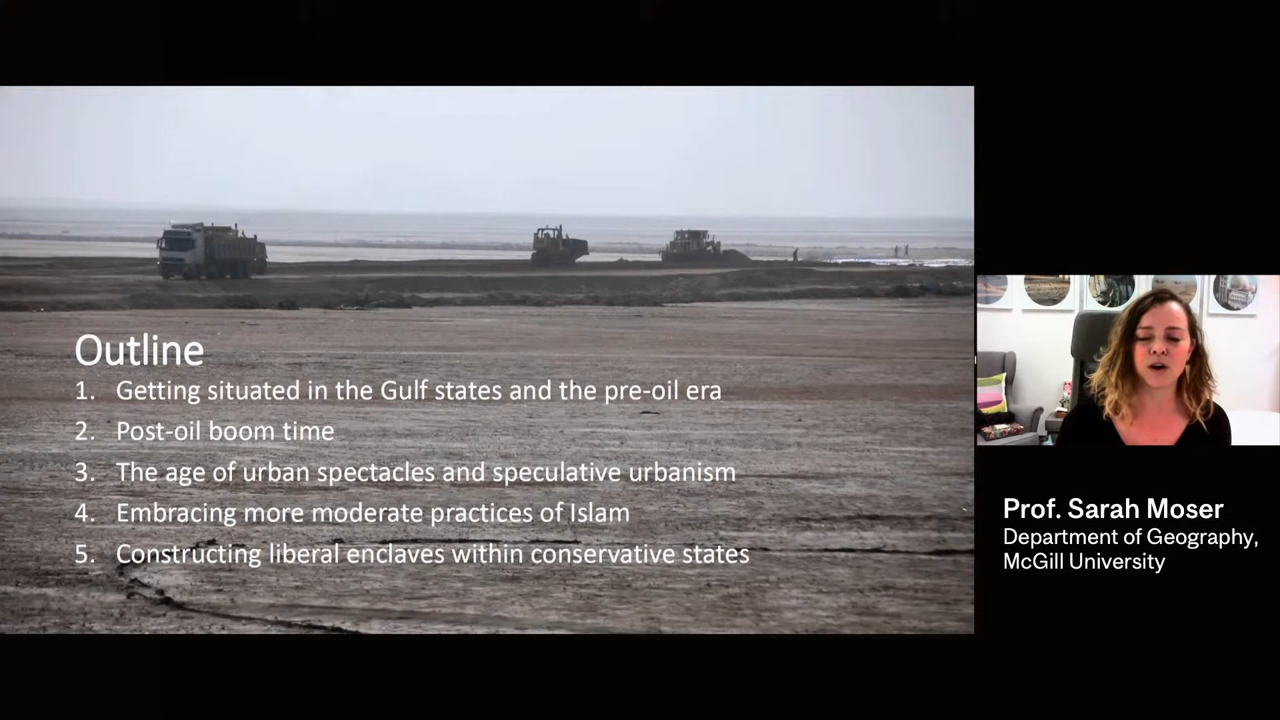 Outline
1. Getting situated in the Gulf states and the pre-oil era
2. Post-oil boom time
3. The age of urban spectacles and speculative urbanism
4. Embracing more moderate practices of Islam
5. Constructing liberal enclaves within conservative states
Prof. Sarah Moser
Department of Geography,
McGill University